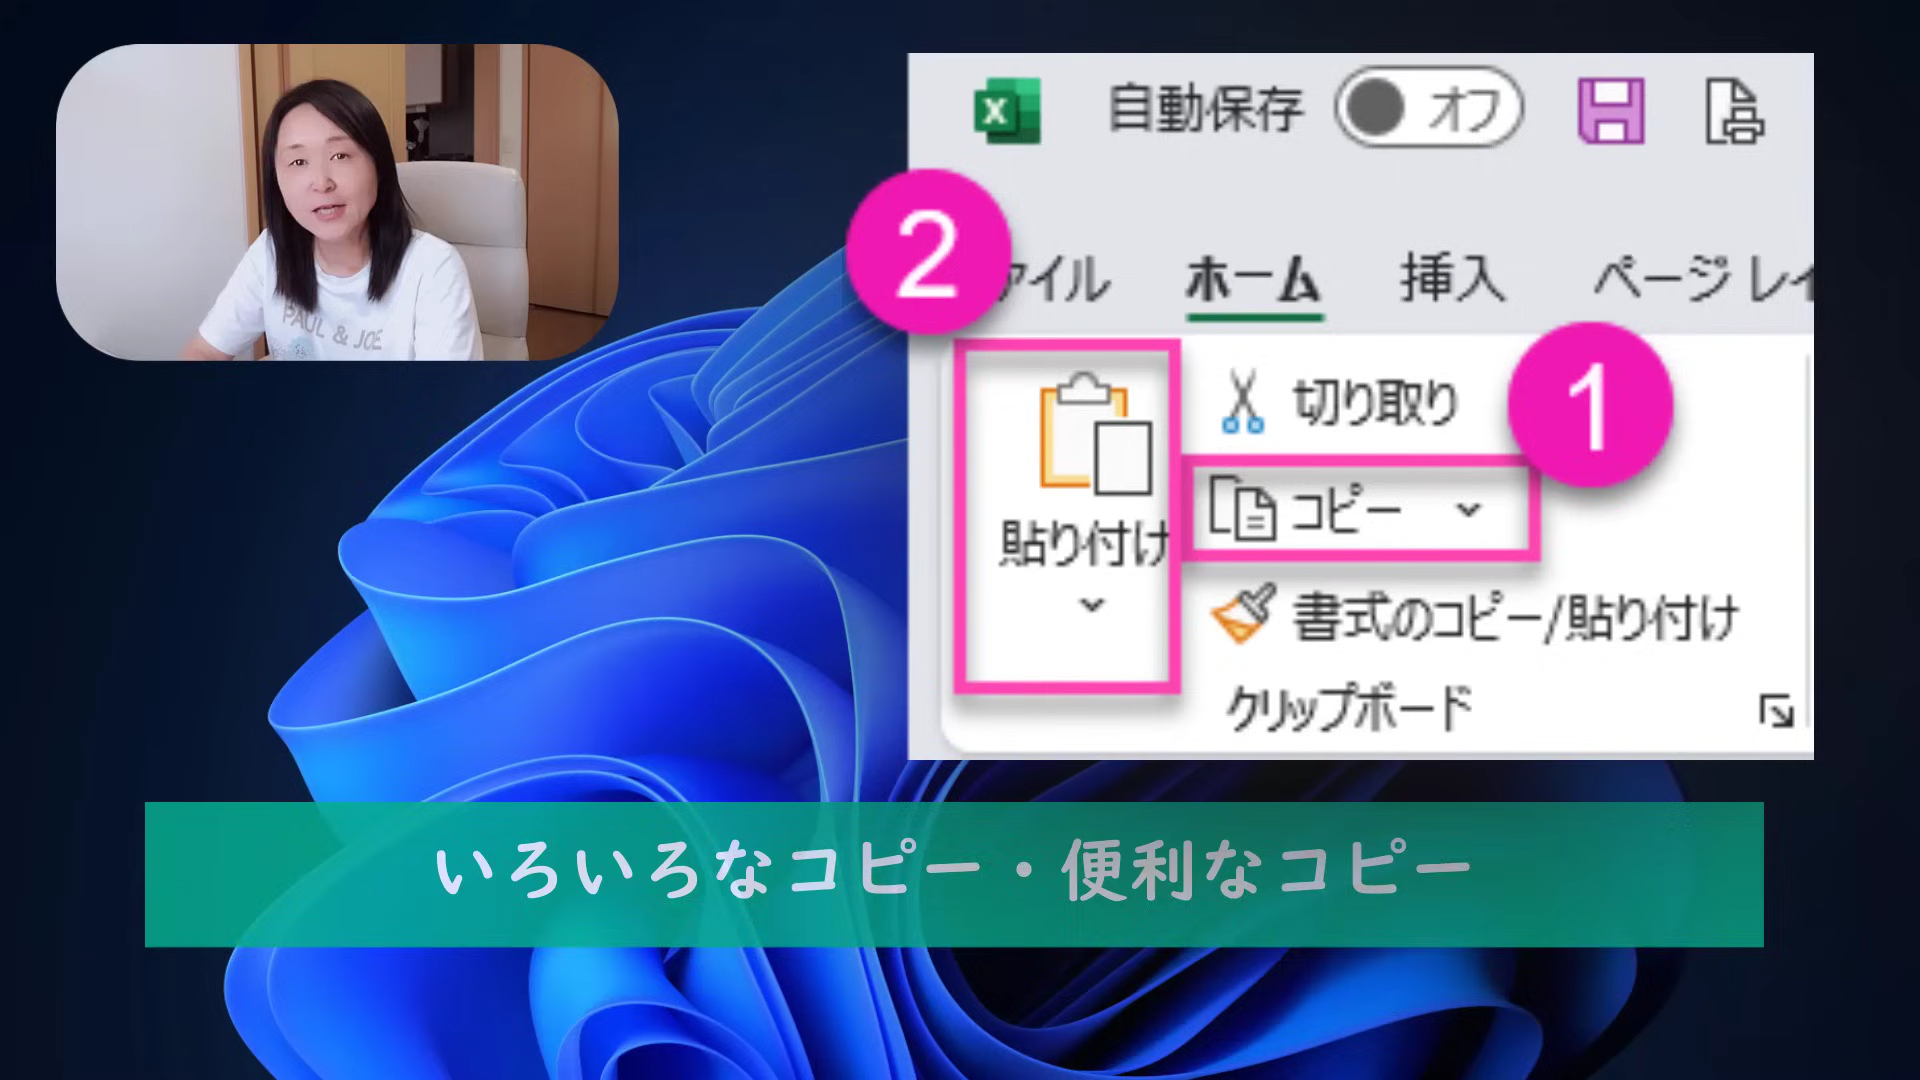 PAUL & JOE
X
自動保存 オフ
2
ァイル ホーム 挿入 ページ レイ
1
切り取り
コピー
貼り付け
書式のコピー/貼り付け
クリップボード
いろいろなコピー・便利なコピー